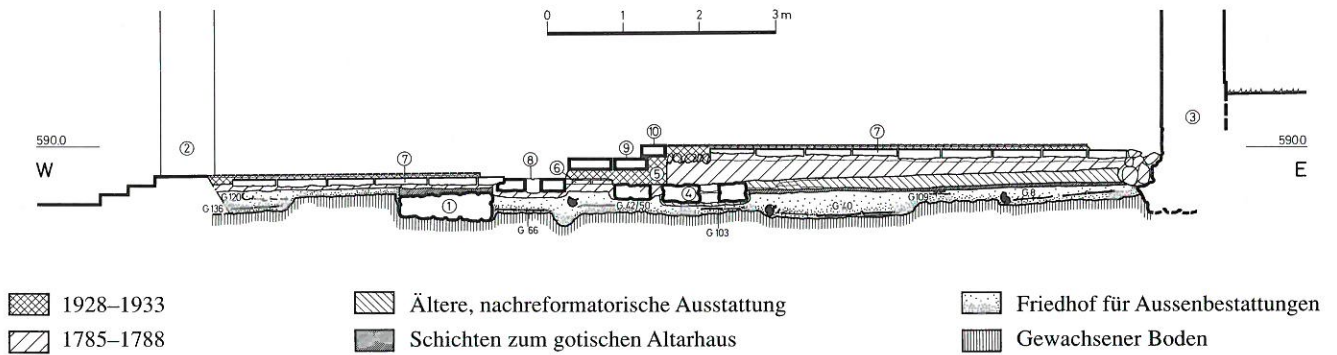 0 1 2 3 m
⑩
590.0 ② ⑦ ⑧ ⑥ ⑨ ⑦ ③ 590.0
W ⑤ E
G 120 ① ④ G 109 G 8
G 136 G 40
G 66 G 103
1928–1933 Ältere, nachreformatorische Ausstattung Friedhof für Aussenbestattungen
1785–1788 Schichten zum gotischen Altarhaus Gewachsener Boden